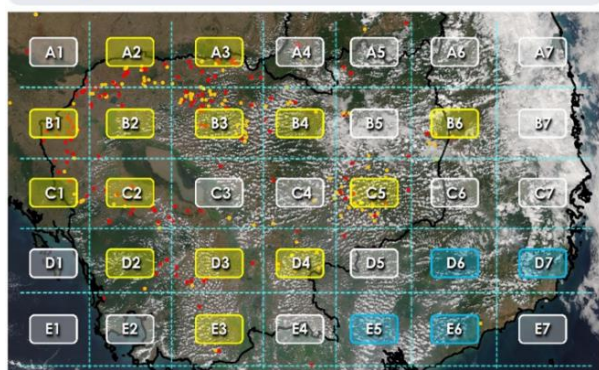 A1 A2 A3 A4 A5 A6 A7
B1 B2 B3 B4 B5 B6 B7
C1 C2 C3 C4 C5 C6 C7
D1 D2 D3 D4 D5 D6 D7
E1 E2 E3 E4 E5 E6 E7